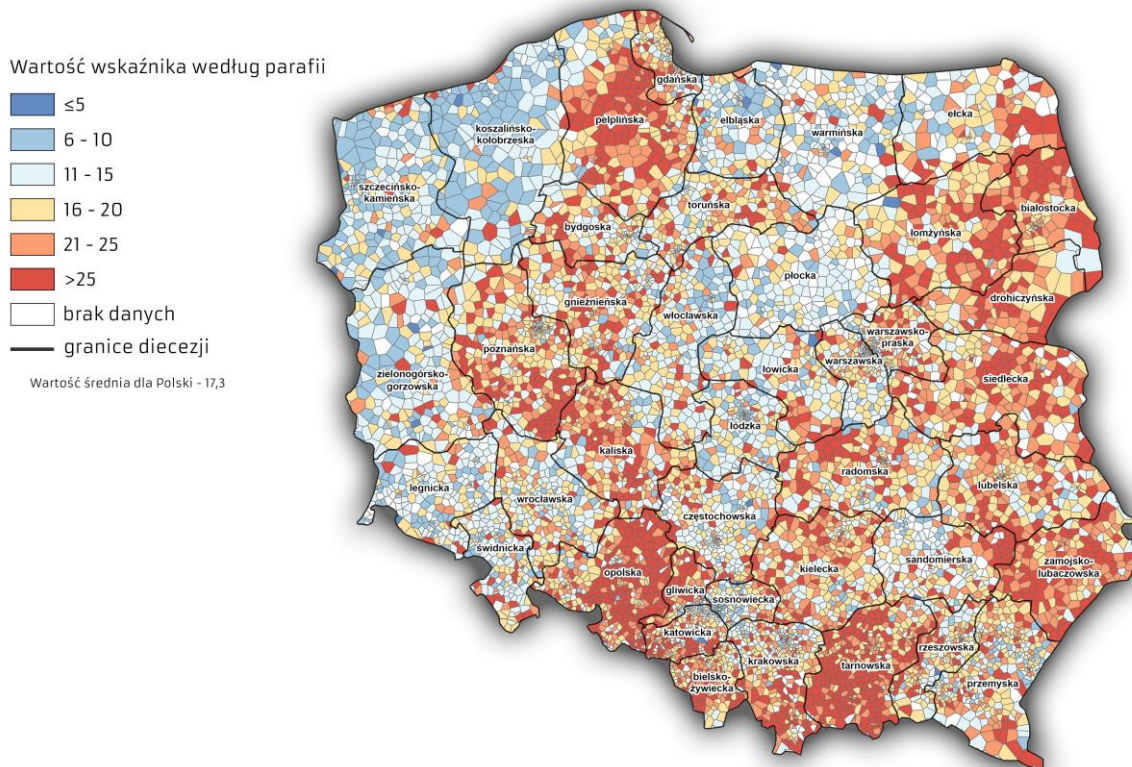 Wartość wskaźnika według parafii
≤5
6 - 10
11 - 15
16 - 20
21 - 25
>25
brak danych
granice diecezji
Wartość średnia dla Polski - 17,3
gdańska
koszalińsko-
kołobrzeska
pelplińska
elbląska
warmińska
ełcka
szczecińsko-
kamieńska
toruńska
bydgoska
białostocka
łomżyńska
płocka
drohiczyńska
gnieźnieńska
włocławska
poznańska
warszawsko-
praska
warszawska
łowicka
siedlecka
zielonogórsko-
gorzowska
łódzka
kaliska
radomska
lubelska
legnicka
wrocławska
częstochowska
świdnicka
opolska
kielecka
sandomierska
zamojsko-
lubaczowska
gliwicka
sosnowiecka
katowicka
krakowska
tarnowska
rzeszowska
bielsko-
żywiecka
przemyska